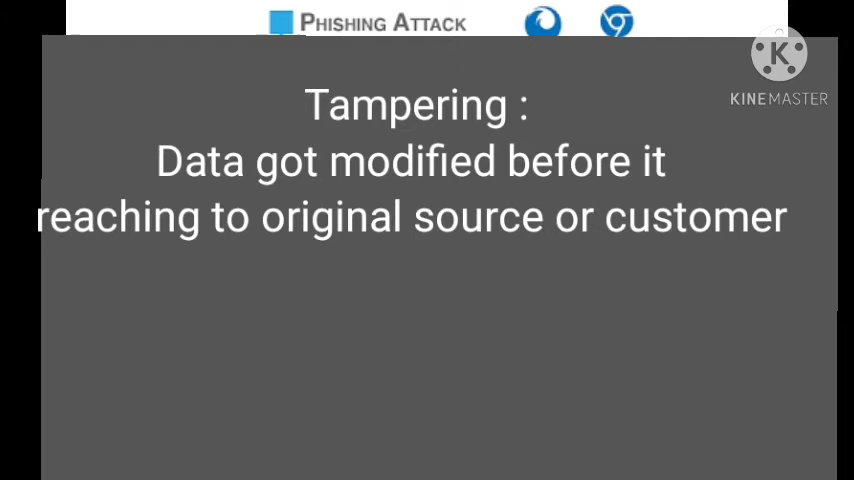 PHISHING ATTACK
KINEMASTER
Tampering :
Data got modified before it
reaching to original source or customer